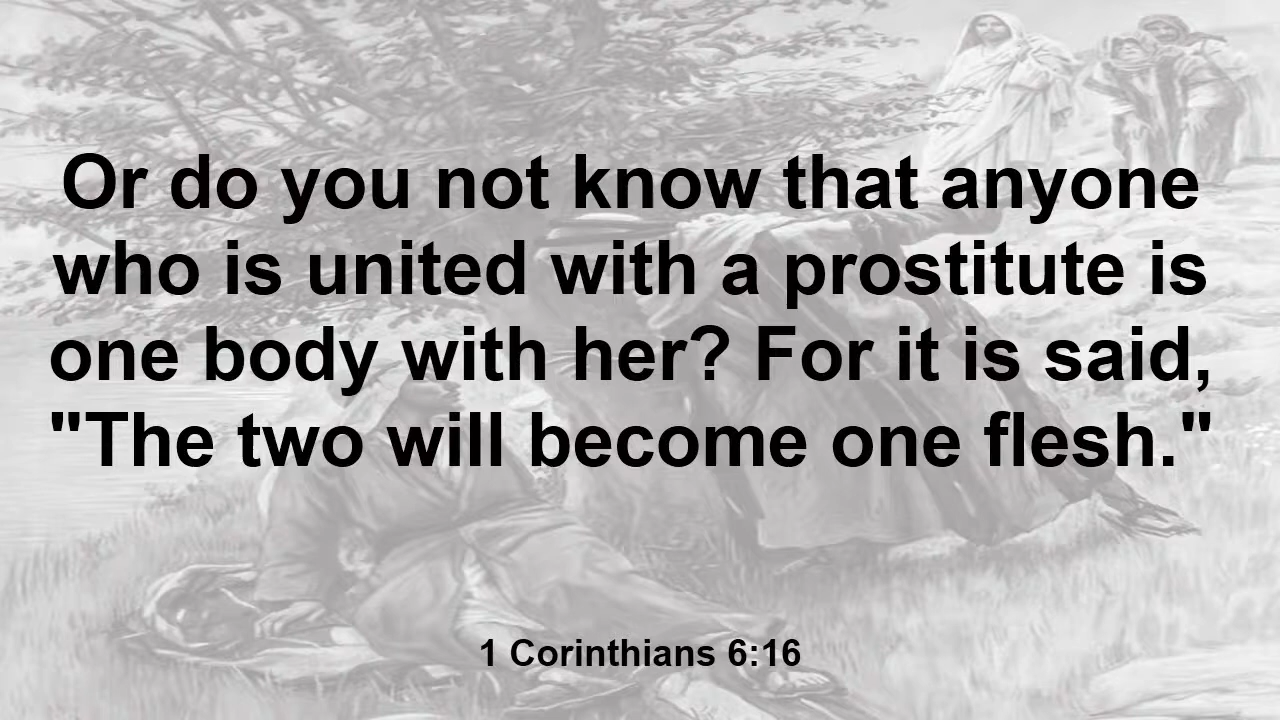 Or do you not know that anyone
who is united with a prostitute is
one body with her? For it is said,
"The two will become one flesh."
1 Corinthians 6:16